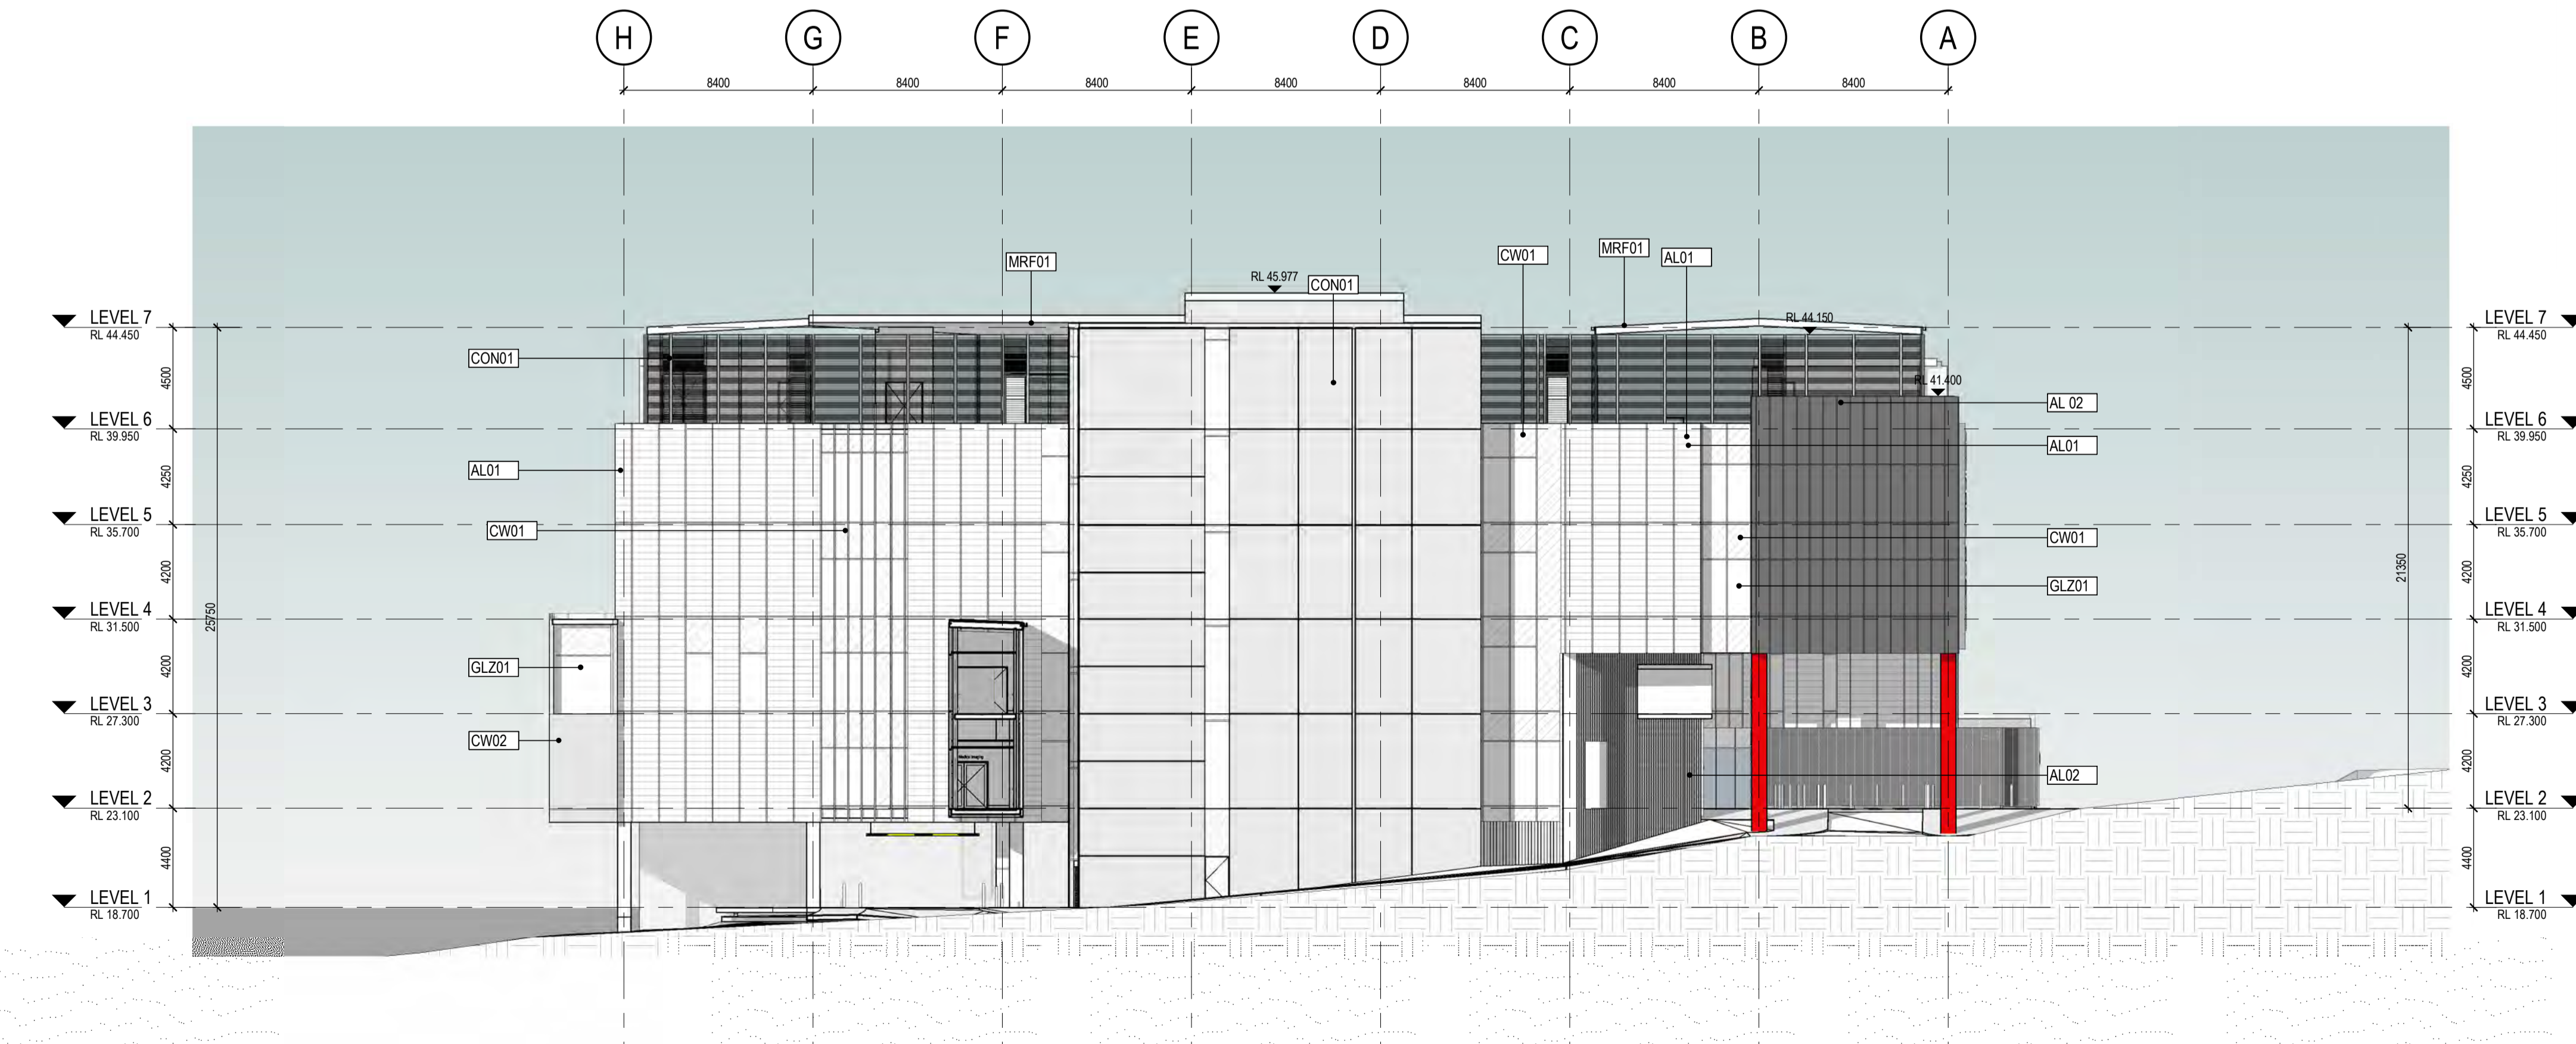 H G F E D C B A
8400 8400 8400 8400 8400 8400 8400
MRF01
RL 45.977
CON01
CW01
MRF01
AL01
RL 44.150
RL 41.400
LEVEL 7
RL 44.450
4500
LEVEL 6
RL 39.950
4250
LEVEL 5
RL 35.700
4200
LEVEL 4
RL 31.500
4200
LEVEL 3
RL 27.300
4200
LEVEL 2
RL 23.100
4400
LEVEL 1
RL 18.700
25750
CON01
AL01
CW01
GLZ01
CW02
AL 02
AL01
CW01
GLZ01
AL02
21350
LEVEL 7
RL 44.450
4500
LEVEL 6
RL 39.950
4250
LEVEL 5
RL 35.700
4200
LEVEL 4
RL 31.500
4200
LEVEL 3
RL 27.300
4200
LEVEL 2
RL 23.100
4400
LEVEL 1
RL 18.700